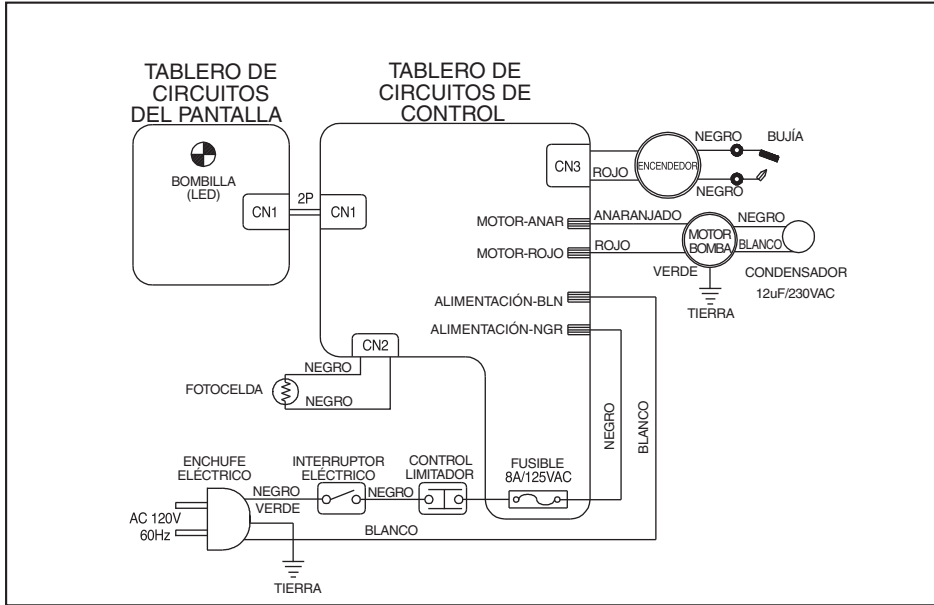 TABLERO DE
CIRCUITOS
DEL PANTALLA
TABLERO DE
CIRCUITOS DE
CONTROL
BOMBILLA
(LED)
CN1
2P
CN1
CN3
ROJO
ENCENDEDOR
NEGRO
NEGRO
BUJÍA
MOTOR-ANAR
ANARANJADO
MOTOR-ROJO
ROJO
MOTOR
BOMBA
NEGRO
BLANCO
VERDE
TIERRA
CONDENSADOR
12uF/230VAC
ALIMENTACIÓN-BLN
ALIMENTACIÓN-NGR
CN2
NEGRO
NEGRO
FOTOCELDA
NEGRO
BLANCO
ENCHUFE
ELÉCTRICO
INTERRUPTOR
ELÉCTRICO
CONTROL
LIMITADOR
FUSIBLE
8A/125VAC
NEGRO
VERDE
NEGRO
AC 120V
60Hz
BLANCO
TIERRA